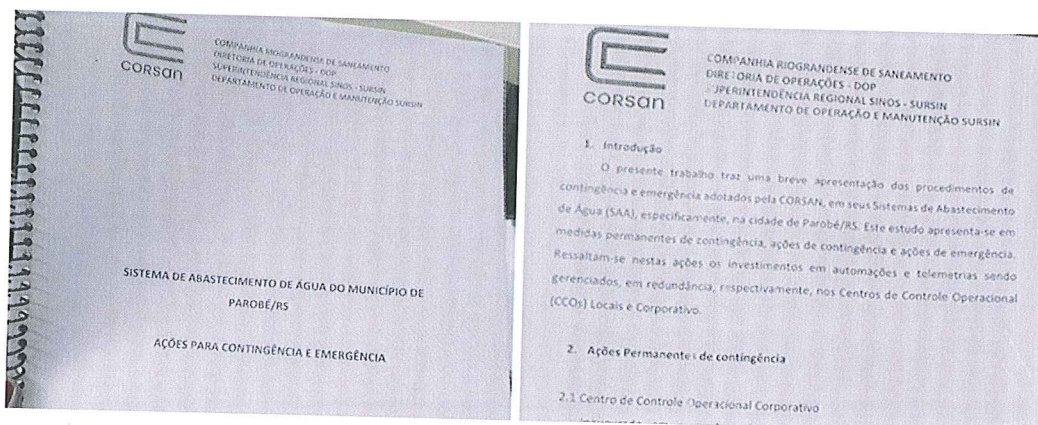 CORSAN
COMPANHIA RIOGRANDENSE DE SANEAMENTO
DIRETORIA DE OPERAÇÕES - DOP
SUPERINTENDÊNCIA REGIONAL SINOS - SURSIN
DEPARTAMENTO DE OPERAÇÃO E MANUTENÇÃO SURSIN
SISTEMA DE ABASTECIMENTO DE ÁGUA DO MUNICÍPIO DE
PAROBÉ/RS
AÇÕES PARA CONTINGÊNCIA E EMERGÊNCIA
CORSAN
COMPANHIA RIOGRANDENSE DE SANEAMENTO
DIRETORIA DE OPERAÇÕES - DOP
SUPERINTENDÊNCIA REGIONAL SINOS - SURSIN
DEPARTAMENTO DE OPERAÇÃO E MANUTENÇÃO SURSIN
1. Introdução
O presente trabalho traz uma breve apresentação dos procedimentos de
contingência e emergência adotados pela CORSAN, em seus Sistemas de Abastecimento
de Água (SAA), especificamente, na cidade de Parobé/RS. Este estudo apresenta-se em
medidas permanentes de contingência, ações de contingência e ações de emergência.
Ressaltam-se nestas ações os investimentos em automações e telemetrias sendo
gerenciados, em redundância, respectivamente, nos Centros de Controle Operacional
(CCOs) Locais e Corporativo.
2. Ações Permanentes de contingência
2.1 Centro de Controle Operacional Corporativo